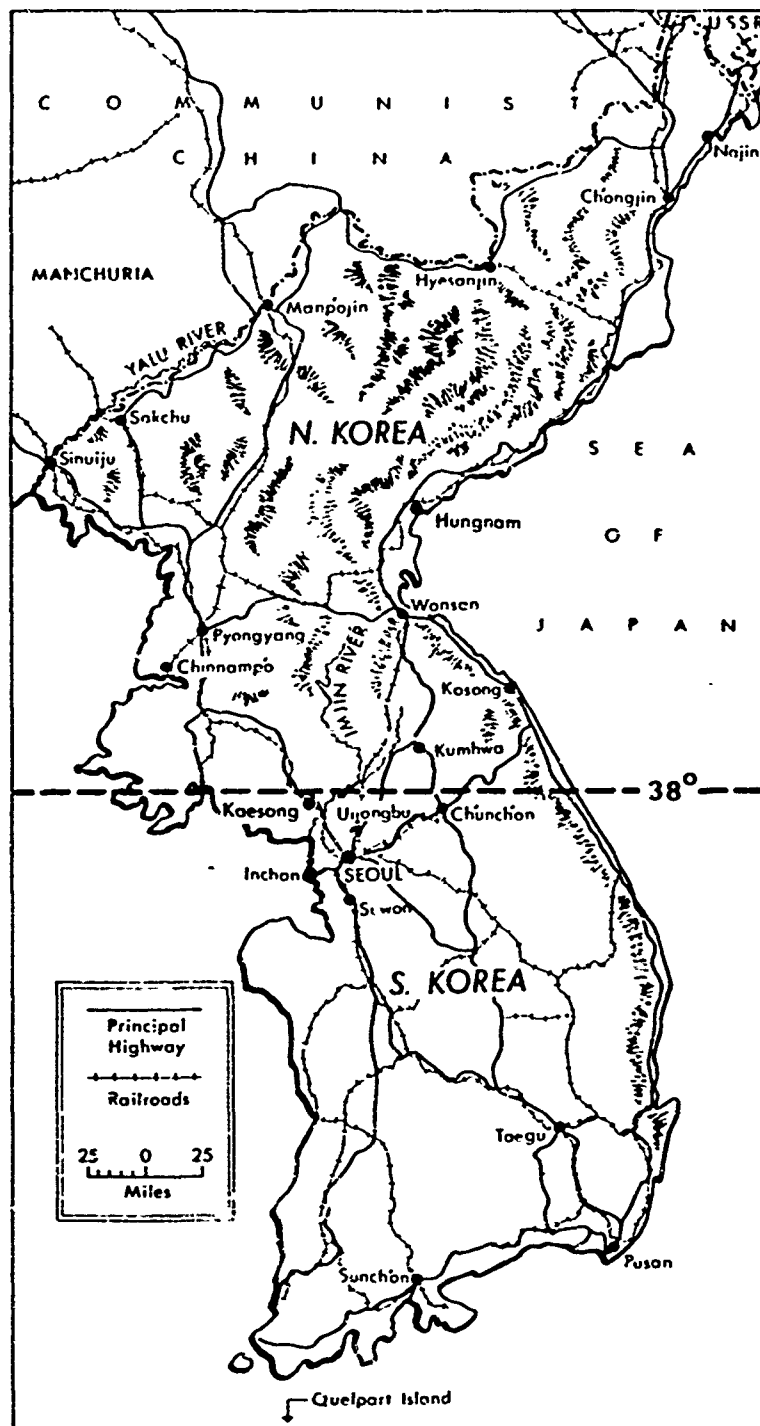 USSR
COMMUNIST
CHINA
Najin
Chongjin
MANCHURIA
Hyesanjin
Manpojin
YALU RIVER
Sakchu
N. KOREA
SEA
Sinuiju
Hungnam
OF
Wonsan
JAPAN
Pyongyang
IMJIN RIVER
Chinnampo
Kosong
Kumhwa
38°
Kaesong
Uijongbu
Chunchon
Inchon
SEOUL
Suwon
S. KOREA
Principal
Highway
Railroads
25 0 25
Miles
Taegu
Pusan
Sunchon
Quelpart Island